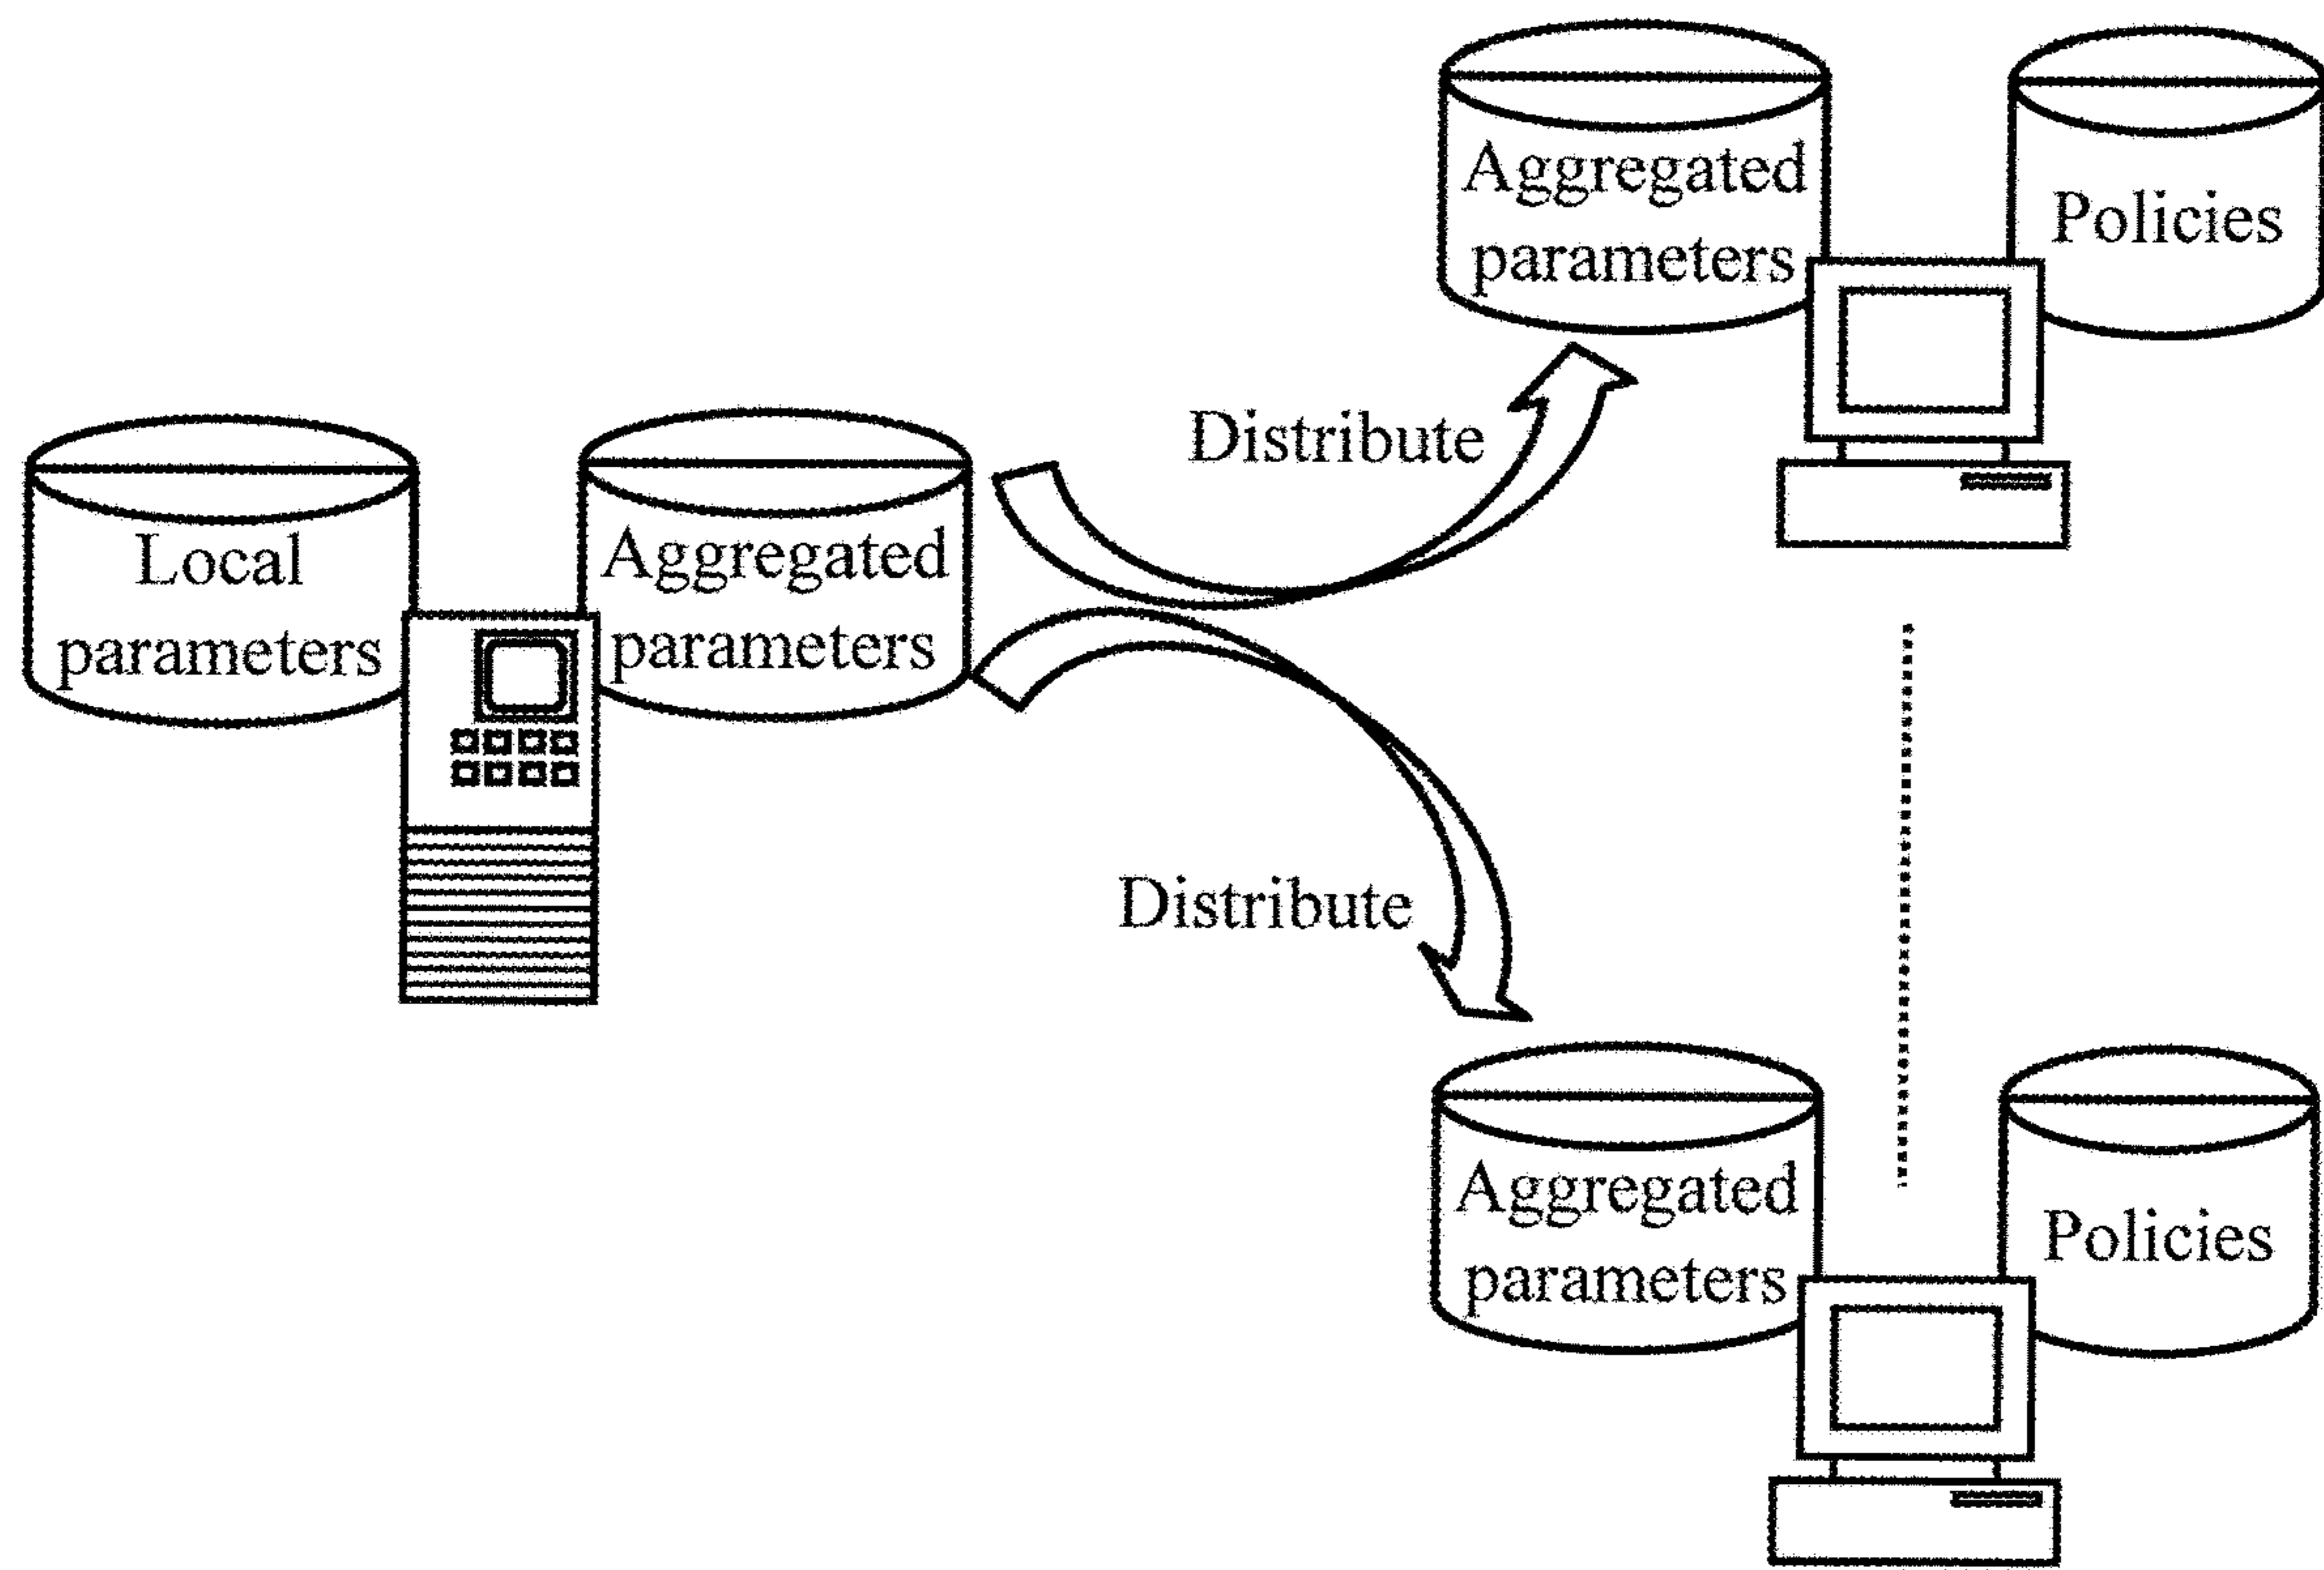 Aggregated
parameters
Policies
Distribute
Local
parameters
Aggregated
parameters
Distribute
Aggregated
parameters
Policies